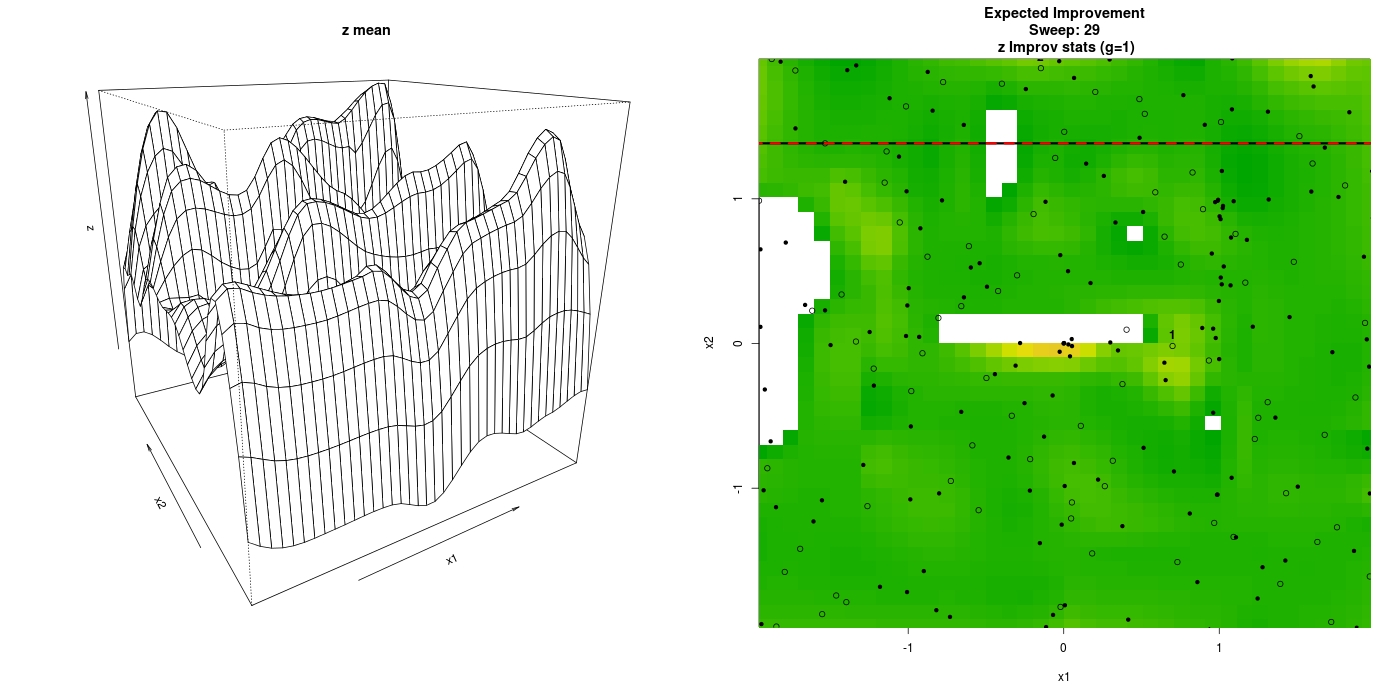 z mean
z
x2
x1
Expected Improvement
Sweep: 29
z Improv stats (g=1)
x2
1
0
-1
1
-1
0
1
x1